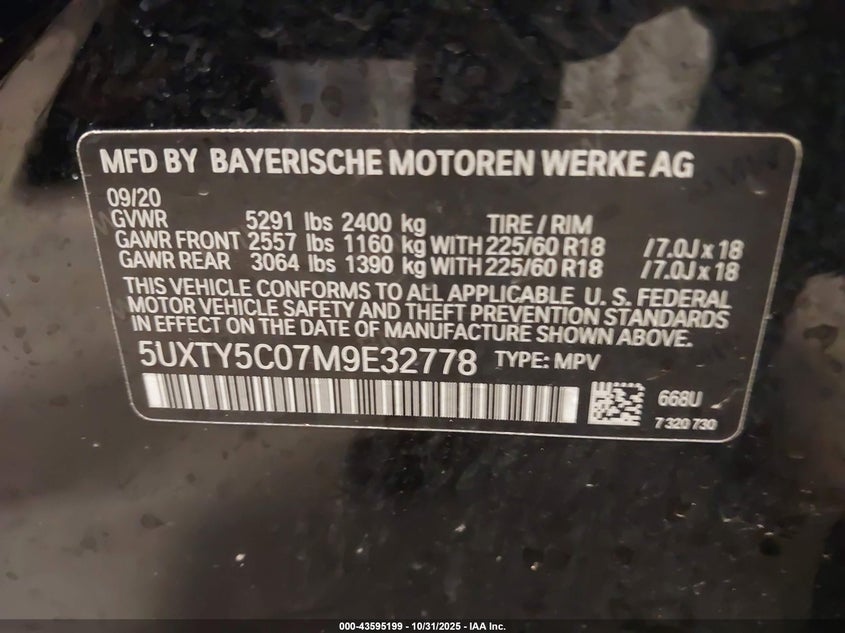 MFD BY BAYERISCHE MOTOREN WERKE AG
09/20
GVWR 5291 lbs 2400 kg TIRE / RIM
GAWR FRONT 2557 lbs 1160 kg WITH 225/60 R18 / 7.0J x 18
GAWR REAR 3064 lbs 1390 kg WITH 225/60 R18 / 7.0J x 18
THIS VEHICLE CONFORMS TO ALL APPLICABLE U. S. FEDERAL
MOTOR VEHICLE SAFETY AND THEFT PREVENTION STANDARDS
IN EFFECT ON THE DATE OF MANUFACTURE SHOWN ABOVE.
5UXTY5C07M9E32778 TYPE: MPV
668U
7 320 730
000-43595199 - 10/31/2025 - IAA Inc.